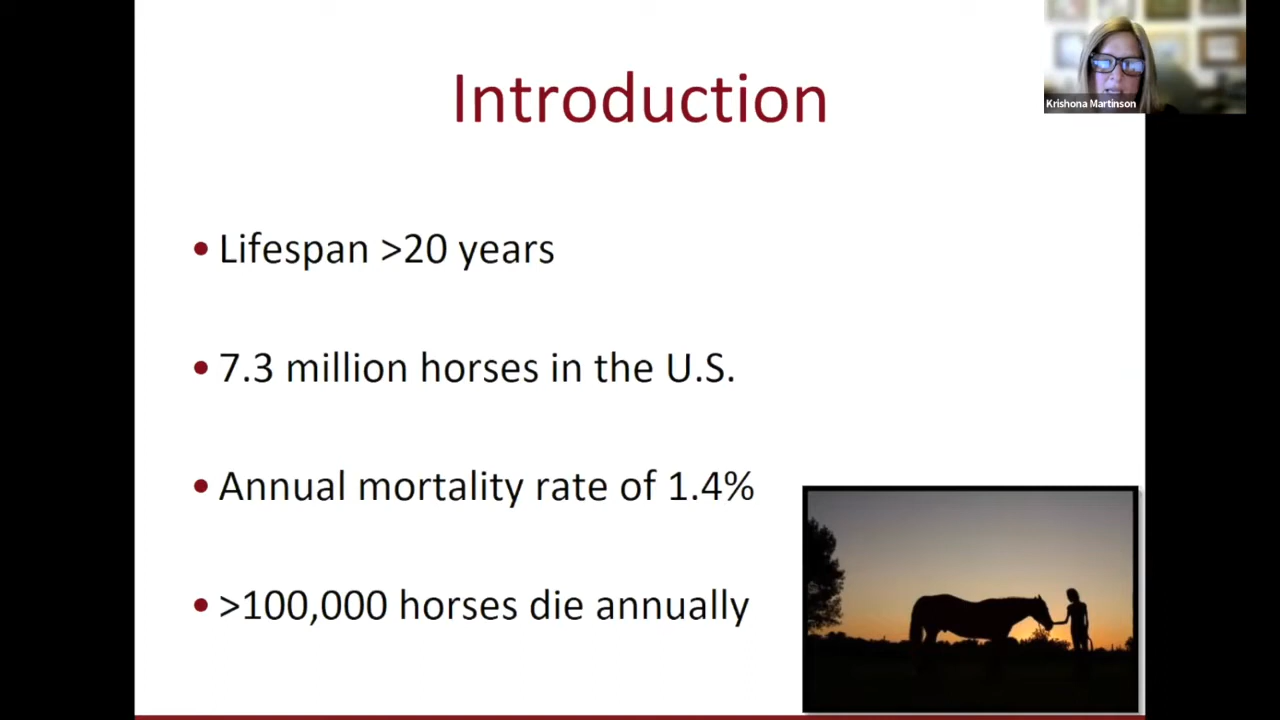 Introduction
Krishona Martinson
• Lifespan >20 years
• 7.3 million horses in the U.S.
• Annual mortality rate of 1.4%
• >100,000 horses die annually